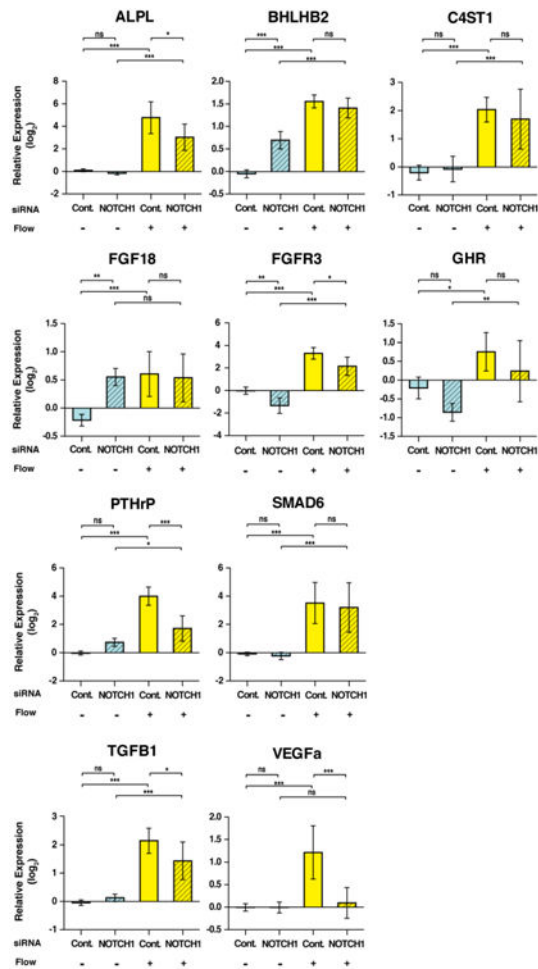 ALPL BHLHB2 C4ST1
ns * *** ns ns ns
*** *** ***
*** *** ***
Relative Expression
(log2)
6 2.0 3
4 1.5 2
2 1.0 1
0 0.5 0
-2 0.0 -1
-0.5
siRNA Cont. NOTCH1 Cont. NOTCH1 Cont. NOTCH1 Cont. NOTCH1 Cont. NOTCH1 Cont. NOTCH1
Flow - - + + - - + + - - + +
FGF18 FGFR3 GHR
** ns ** * ns ns
*** *** *
ns *** **
Relative Expression
(log2)
1.5 6 1.5
1.0 4 1.0
0.5 2 0.5
0.0 0 0.0
-0.5 -2 -0.5
-4 -1.0
-1.5
siRNA Cont. NOTCH1 Cont. NOTCH1 Cont. NOTCH1 Cont. NOTCH1 Cont. NOTCH1 Cont. NOTCH1
Flow - - + + - - + + - - + +
PTHrP SMAD6
ns *** ns ns
*** ***
* ***
Relative Expression
(log2)
6 6
4 4
2 2
0 0
-2 -2
siRNA Cont. NOTCH1 Cont. NOTCH1 Cont. NOTCH1 Cont. NOTCH1
Flow - - + + - - + +
TGFB1 VEGFa
ns * ns ***
*** ***
*** ns
Relative Expression
(log2)
3 2.0
2 1.5
1 1.0
0 0.5
-1 0.0
-0.5
siRNA Cont. NOTCH1 Cont. NOTCH1 Cont. NOTCH1 Cont. NOTCH1
Flow - - + + - - + +